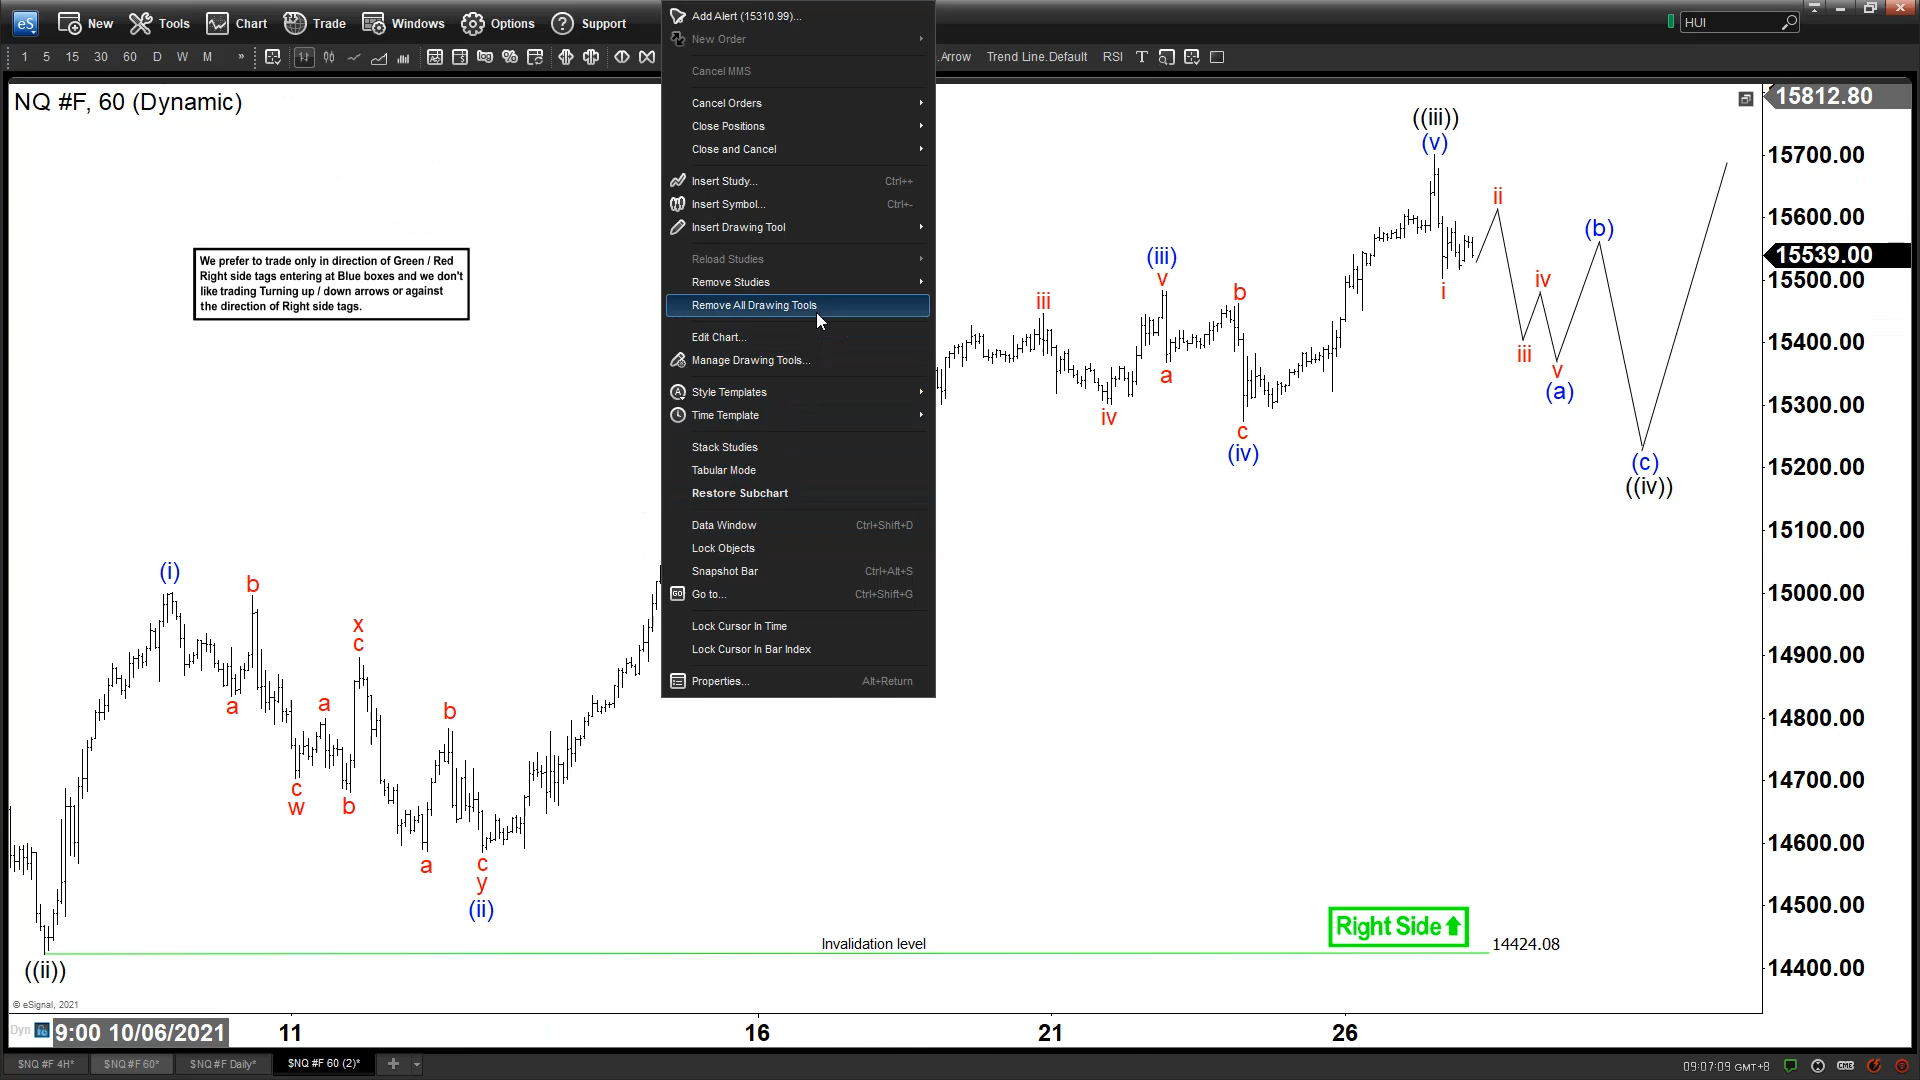 eS New Tools Chart Trade Windows Options Support HUI
1 5 15 30 60 D W M » log % .Arrow Trend Line.Default RSI T
NQ #F, 60 (Dynamic)
Add Alert (15310.99)...
New Order
Cancel MMS
Cancel Orders
Close Positions
Close and Cancel
Insert Study... Ctrl++
Insert Symbol... Ctrl+-
Insert Drawing Tool
Reload Studies
Remove Studies
Remove All Drawing Tools
Edit Chart...
Manage Drawing Tools...
Style Templates
Time Template
Stack Studies
Tabular Mode
Restore Subchart
Data Window Ctrl+Shift+D
Lock Objects
Snapshot Bar Ctrl+Alt+S
GO Go to... Ctrl+Shift+G
Lock Cursor In Time
Lock Cursor In Bar Index
Properties... Alt+Return
We prefer to trade only in direction of Green / Red
Right side tags entering at Blue boxes and we don't
like trading Turning up / down arrows or against
the direction of Right side tags.
((ii))
(i)
a
b
c
w
a
b
x
c
a
b
c
y
(ii)
iii
iv
(iii)
v
a
b
c
(iv)
((iii))
(v)
i
ii
iii
iv
v
(a)
(b)
(c)
((iv))
Invalidation level
Right Side
14424.08
15812.80
15700.00
15600.00
15539.00
15500.00
15400.00
15300.00
15200.00
15100.00
15000.00
14900.00
14800.00
14700.00
14600.00
14500.00
14400.00
© eSignal, 2021
Dyn 9:00 10/06/2021 11 16 21 26
$NQ #F 4H* $NQ #F 60* $NQ #F Daily* $NQ #F 60 (2)* +
09:07:09 GMT+8 CME